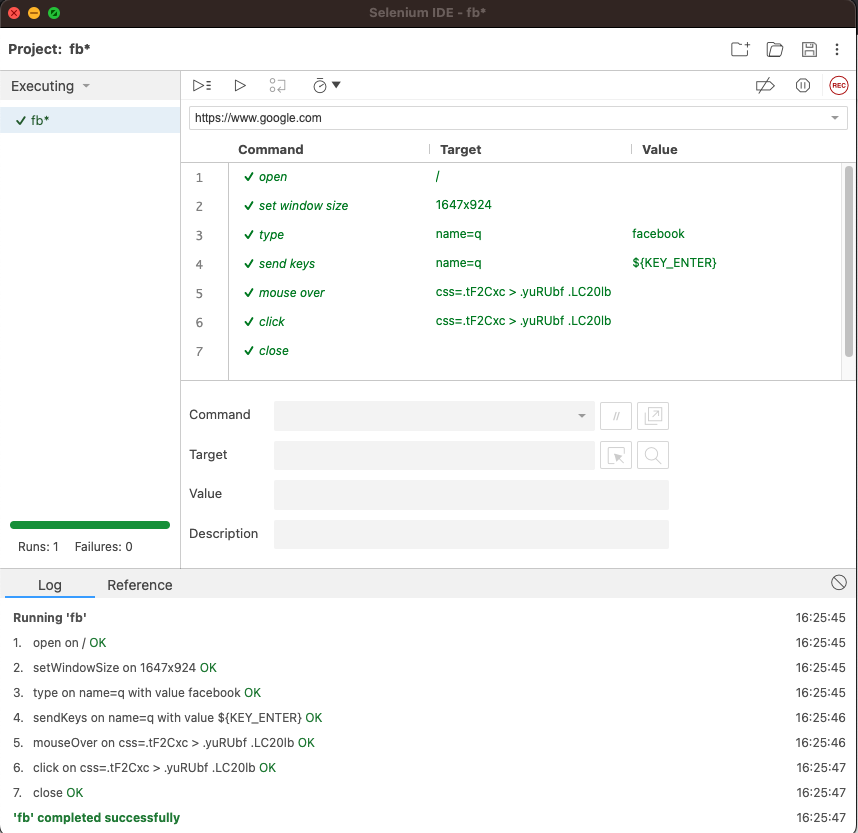 Selenium IDE - fb*
Project: fb*
Executing
REC
✓ fb*
https://www.google.com
Command Target Value
1 ✓ open /
2 ✓ set window size 1647x924
3 ✓ type name=q facebook
4 ✓ send keys name=q ${KEY_ENTER}
5 ✓ mouse over css=.tF2Cxc > .yuRUbf .LC20lb
6 ✓ click css=.tF2Cxc > .yuRUbf .LC20lb
7 ✓ close
Command //
Target
Value
Description
Runs: 1 Failures: 0
Log Reference
Running 'fb' 16:25:45
1. open on / OK 16:25:45
2. setWindowSize on 1647x924 OK 16:25:45
3. type on name=q with value facebook OK 16:25:45
4. sendKeys on name=q with value ${KEY_ENTER} OK 16:25:46
5. mouseOver on css=.tF2Cxc > .yuRUbf .LC20lb OK 16:25:46
6. click on css=.tF2Cxc > .yuRUbf .LC20lb OK 16:25:47
7. close OK 16:25:47
'fb' completed successfully 16:25:47